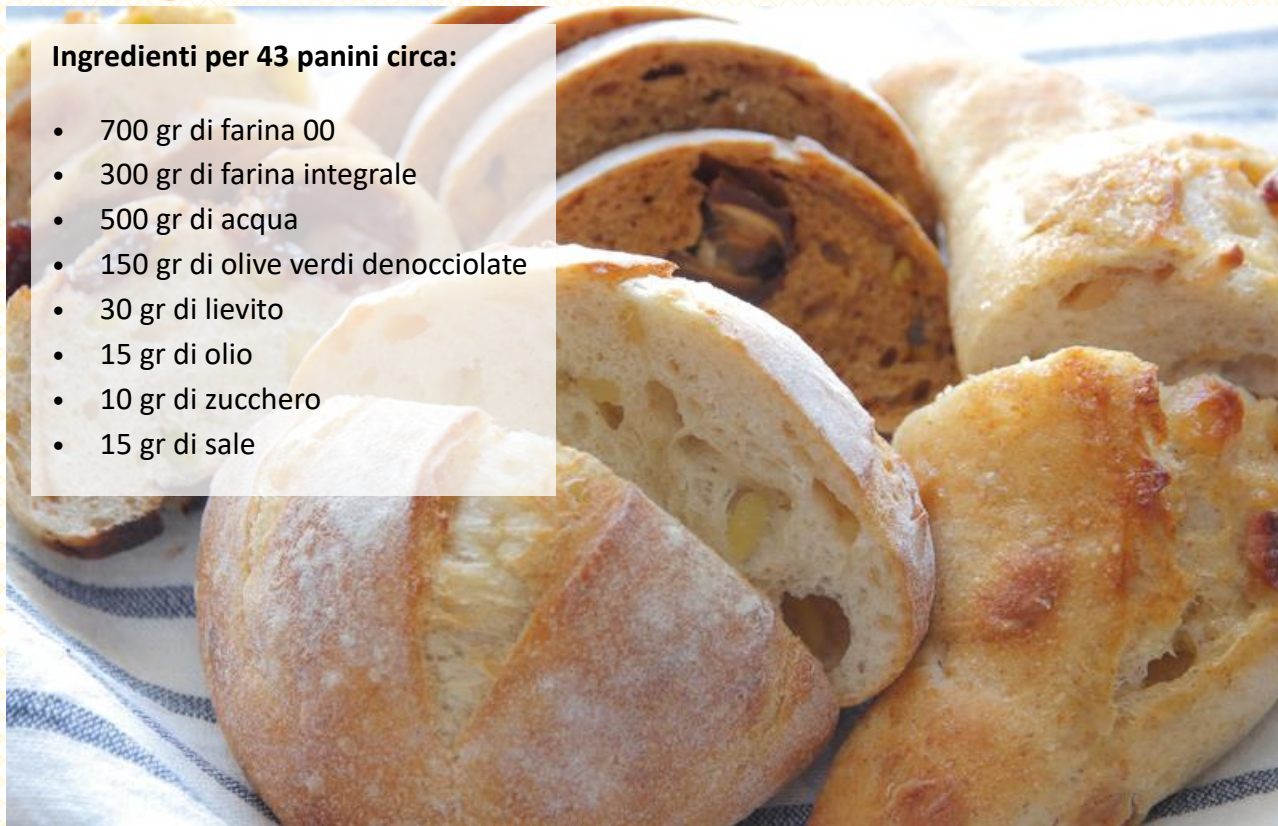 Ingredienti per 43 panini circa:
• 700 gr di farina 00
• 300 gr di farina integrale
• 500 gr di acqua
• 150 gr di olive verdi denocciolate
• 30 gr di lievito
• 15 gr di olio
• 10 gr di zucchero
• 15 gr di sale